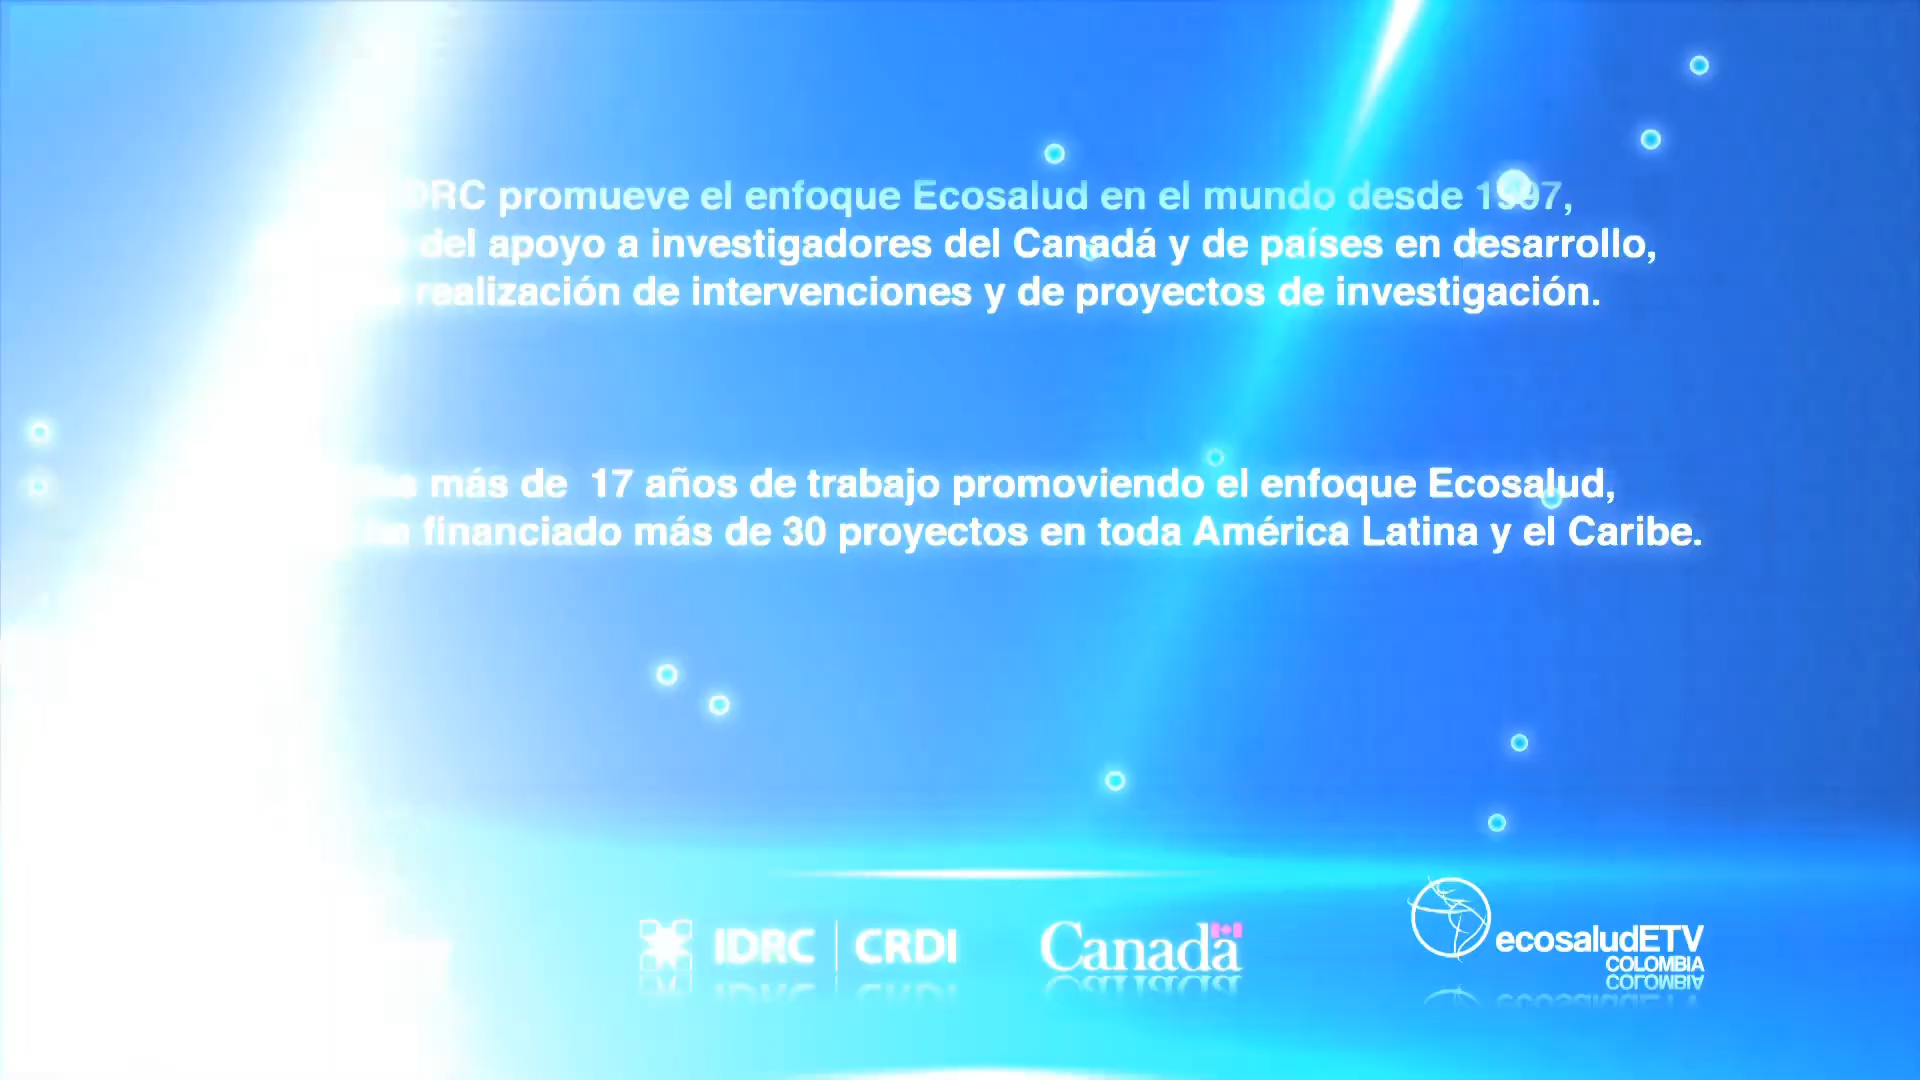 IDRC promueve el enfoque Ecosalud en el mundo desde 1997,
del apoyo a investigadores del Canadá y de países en desarrollo,
realización de intervenciones y de proyectos de investigación.
más de 17 años de trabajo promoviendo el enfoque Ecosalud,
financiado más de 30 proyectos en toda América Latina y el Caribe.
IDRC | CRDI
Canada
ecosaludETV
COLOMBIA